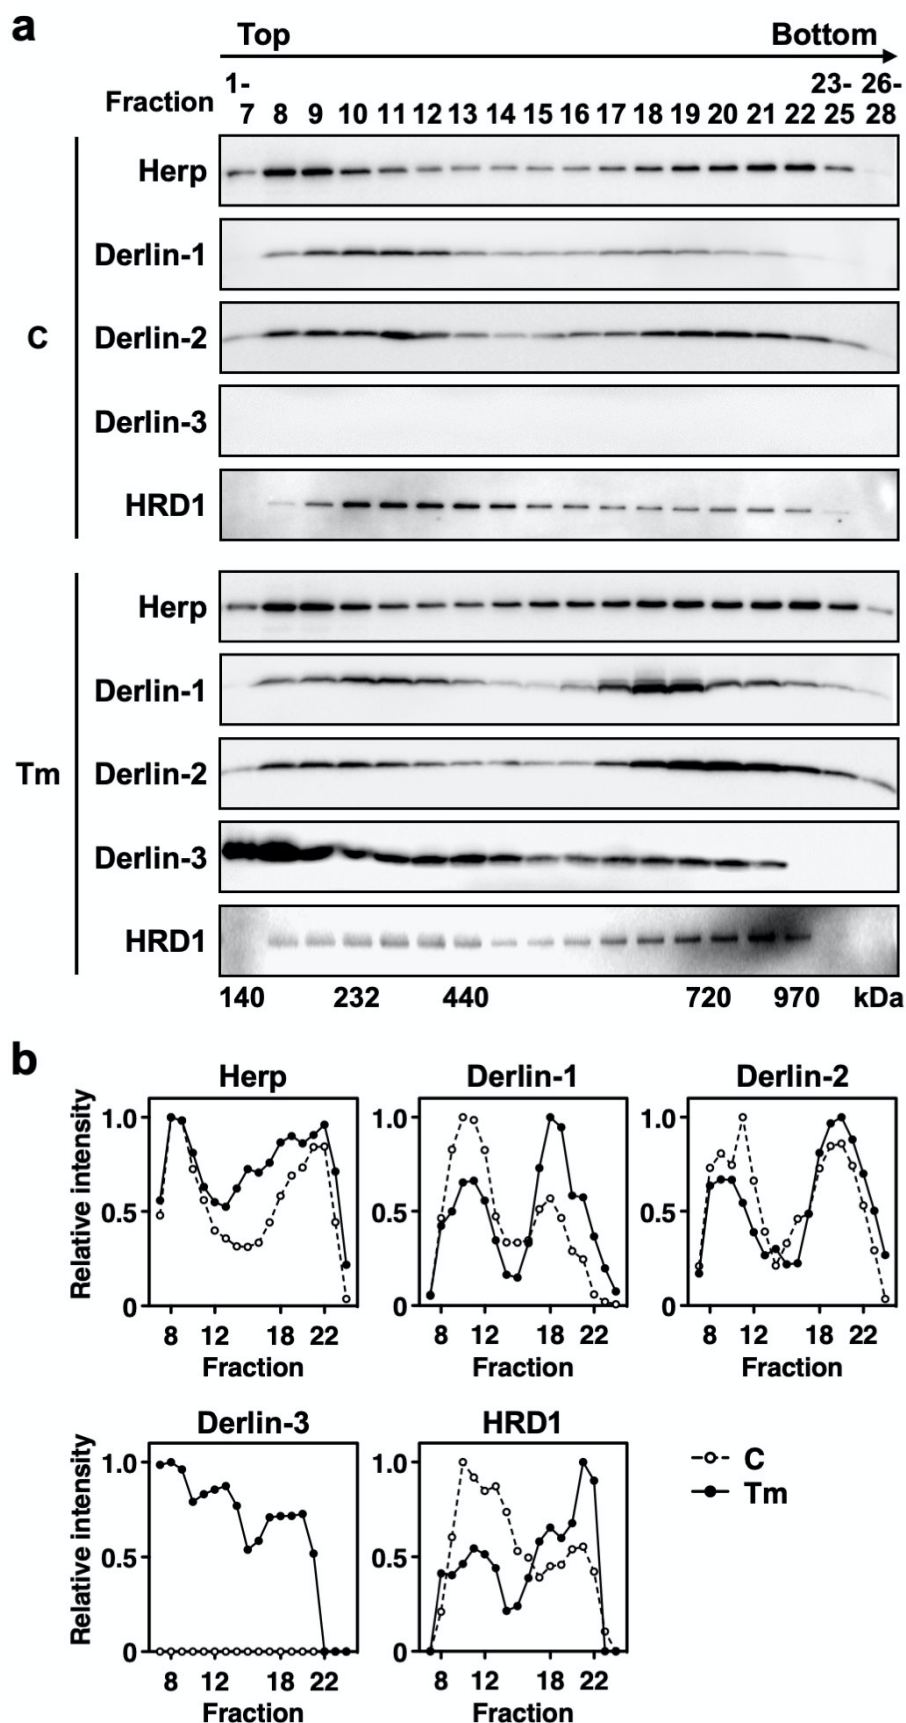 a
Top Bottom
1- 23- 26-
Fraction 7 8 9 10 11 12 13 14 15 16 17 18 19 20 21 22 25 28
Herp
Derlin-1
C Derlin-2
Derlin-3
HRD1
Herp
Derlin-1
Tm Derlin-2
Derlin-3
HRD1
140 232 440 720 970 kDa
b
Herp Derlin-1 Derlin-2
Relative intensity
1.0 1.0 1.0
0.5 0.5 0.5
0 0 0
8 12 18 22 8 12 18 22 8 12 18 22
Fraction Fraction Fraction
Derlin-3 HRD1
Relative intensity
1.0 1.0
0.5 0.5
0 0
8 12 18 22 8 12 18 22
Fraction Fraction
C
Tm